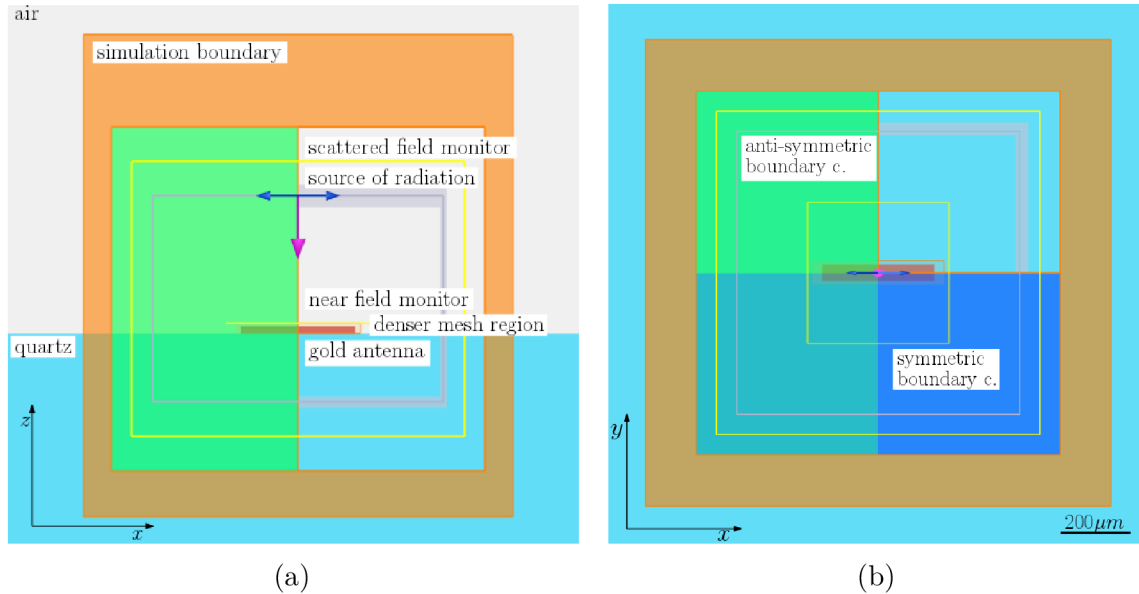 air
simulation boundary
scattered field monitor
source of radiation
near field monitor
denser mesh region
gold antenna
quartz
z
x
(a)
anti-symmetric
boundary c.
symmetric
boundary c.
y
x
200μm
(b)